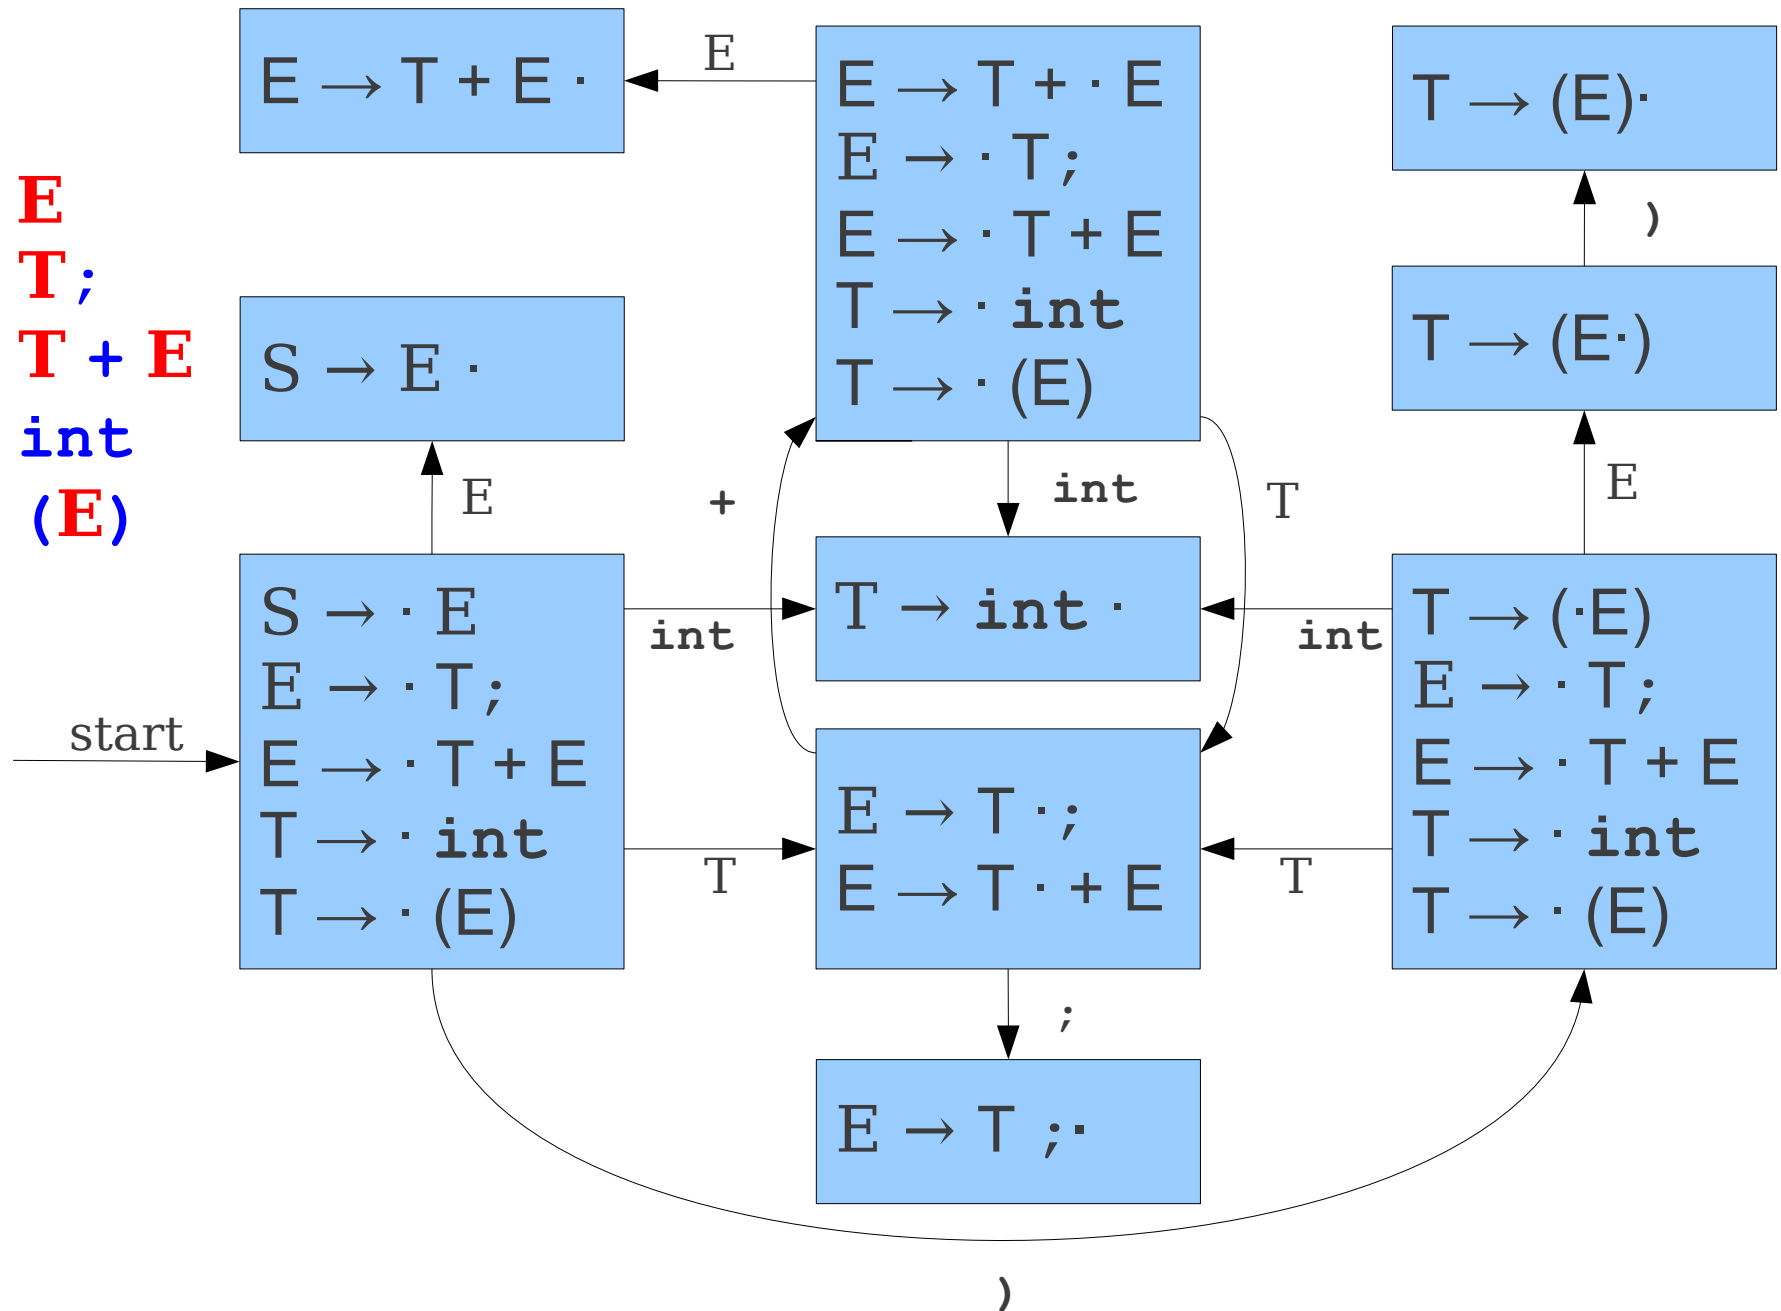 E
T ;
T + E
int
(E)
start
E → T + E ·
E
S → E ·
E
S → · E
E → · T ;
E → · T + E
T → · int
T → · (E)
int
T
+
E → T + · E
E → · T ;
E → · T + E
T → · int
T → · (E)
int
T
T → int ·
E → T · ;
E → T · + E
;
E → T ; ·
)
T → (E)·
)
T → (E·)
E
T → (·E)
E → · T ;
E → · T + E
T → · int
T → · (E)
int
T